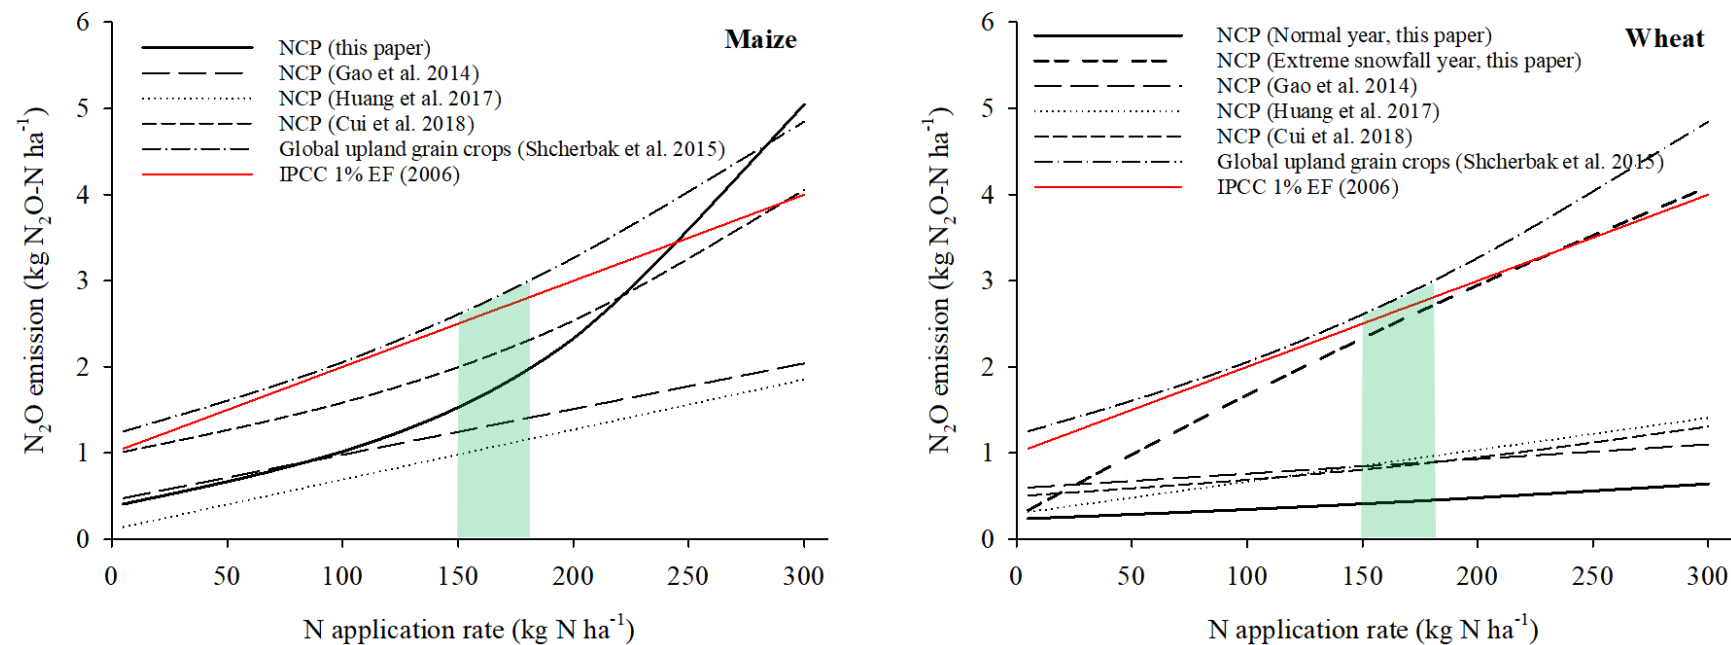 Maize
NCP (this paper)
NCP (Gao et al. 2014)
NCP (Huang et al. 2017)
NCP (Cui et al. 2018)
Global upland grain crops (Shcherbak et al. 2015)
IPCC 1% EF (2006)
N₂O emission (kg N₂O-N ha⁻¹)
6
5
4
3
2
1
0
0 50 100 150 200 250 300
N application rate (kg N ha⁻¹)
Wheat
NCP (Normal year, this paper)
NCP (Extreme snowfall year, this paper)
NCP (Gao et al. 2014)
NCP (Huang et al. 2017)
NCP (Cui et al. 2018)
Global upland grain crops (Shcherbak et al. 2015)
IPCC 1% EF (2006)
N₂O emission (kg N₂O-N ha⁻¹)
6
5
4
3
2
1
0
0 50 100 150 200 250 300
N application rate (kg N ha⁻¹)